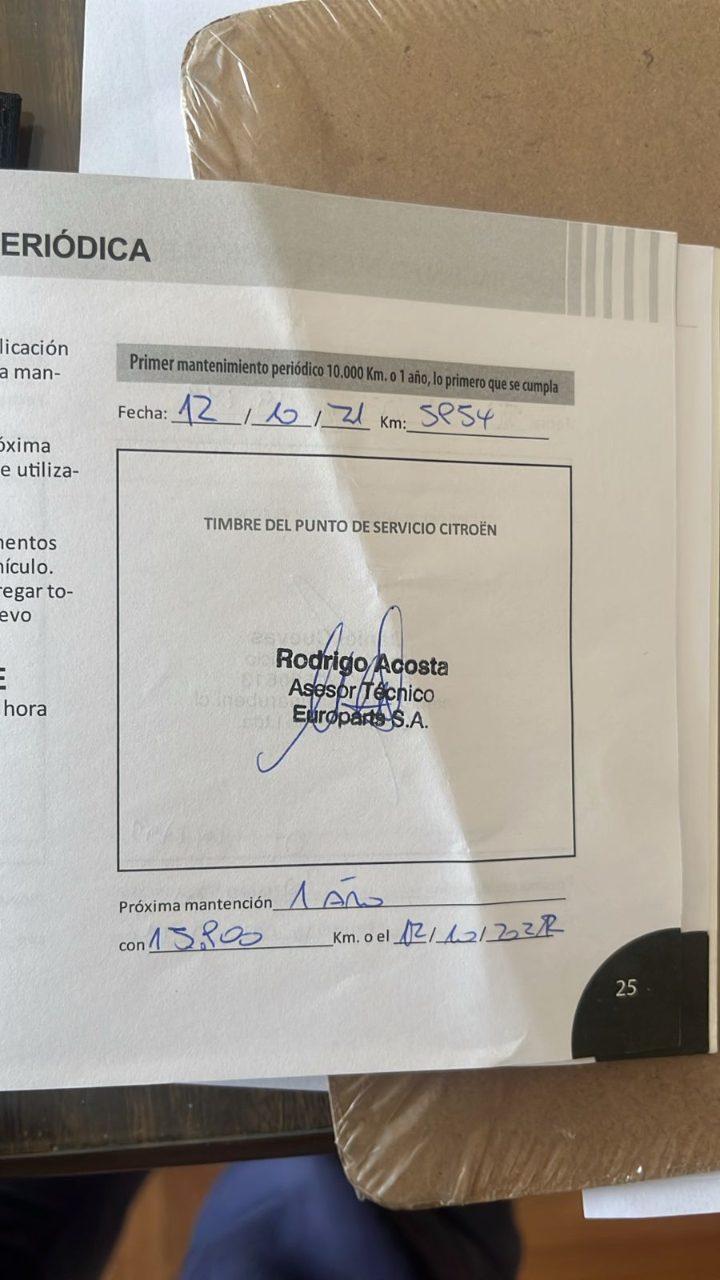 ERIÓDICA
licación
a man-
óxima
e utiliza-
mentos
hículo.
regar to-
evo
E
hora
Primer mantenimiento periódico 10.000 Km. o 1 año, lo primero que se cumpla
Fecha: 12 / 10 / 21 Km: 5954
TIMBRE DEL PUNTO DE SERVICIO CITROËN
Rodrigo Acosta
Asesor Técnico
Europarts S.A.
Próxima mantención 1 AÑO
con 15.900 Km. o el 12 / 10 / 2022
25